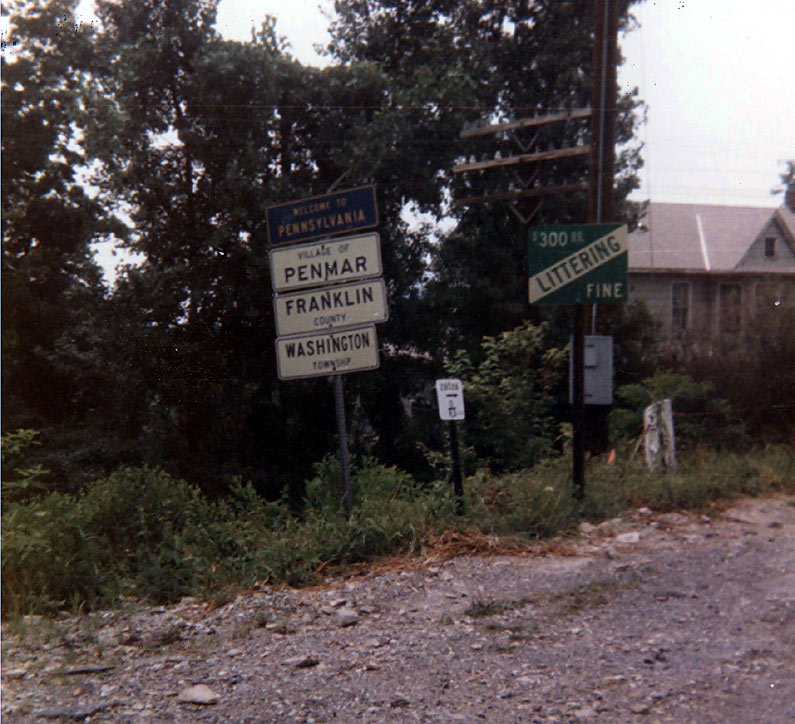 WELCOME TO
PENNSYLVANIA
VILLAGE OF
PENMAR
FRANKLIN
COUNTY
WASHINGTON
TOWNSHIP
$300
LITTERING
FINE